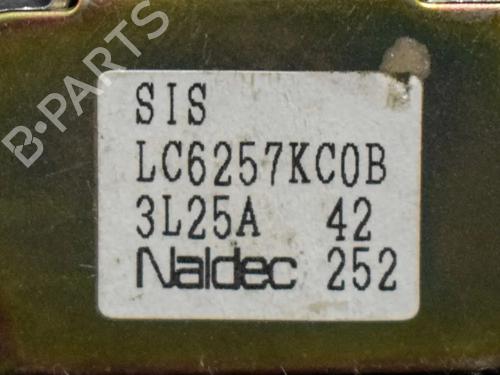 B-PARTS
SIS
LC6257KC0B
3L25A 42
Naldec 252